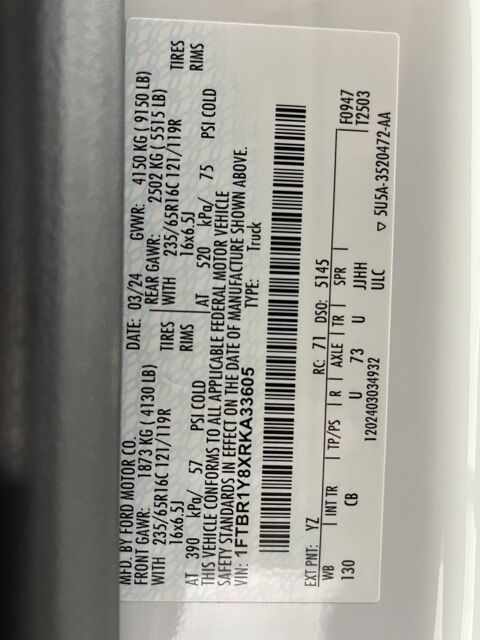 MFD. BY FORD MOTOR CO.
DATE: 03/24 GVWR: 4150 KG ( 9150 LB)
FRONT GAWR: 1873 KG ( 4130 LB) REAR GAWR: 2502 KG ( 5515 LB)
WITH 235/65R16C 121/119R TIRES WITH 235/65R16C 121/119R TIRES
16x6.5J RIMS 16x6.5J RIMS
AT 390 kPa/ 57 PSI COLD AT 520 kPa/ 75 PSI COLD
THIS VEHICLE CONFORMS TO ALL APPLICABLE FEDERAL MOTOR VEHICLE
SAFETY STANDARDS IN EFFECT ON THE DATE OF MANUFACTURE SHOWN ABOVE.
VIN: 1FTBR1Y8XRKA33605 TYPE: Truck
EXT PNT: YZ RC: 71 DSO: 5145 F0947
WB INT TR TP/PS R AXLE TR SPR T2503
130 CB U 73 U JJHH
1202403034932 ULC ▽ 5U5A-3520472-AA